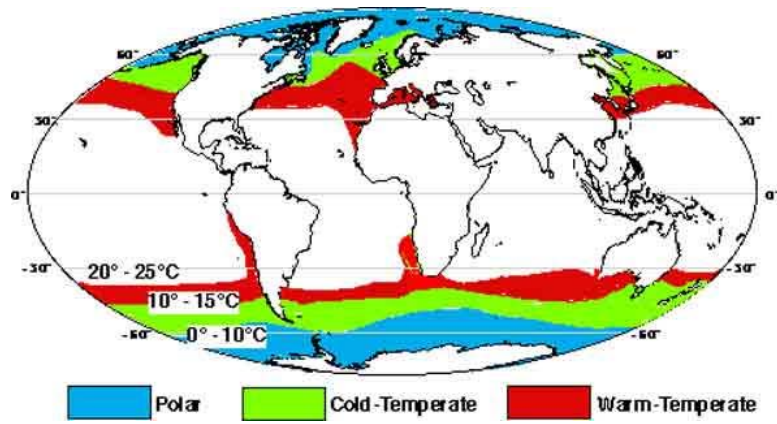 60° 60°
30° 30°
0° 0°
-30° -30°
20° - 25°C
10° - 15°C
0° - 10°C
-60° -60°
Polar Cold-Temperate Warm-Temperate